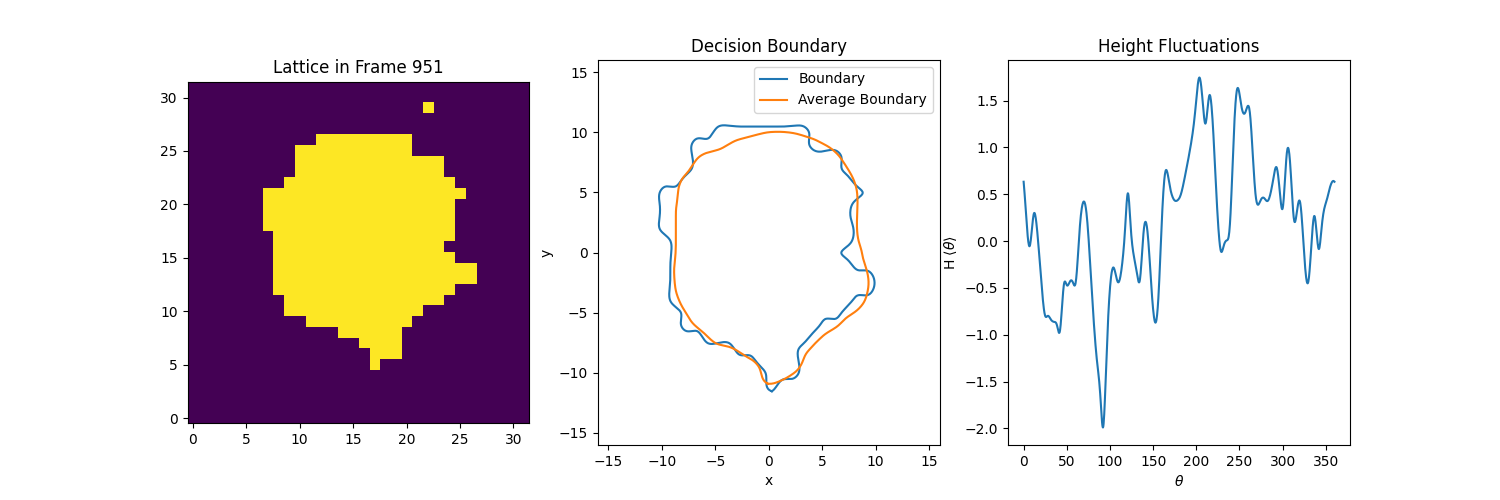 Lattice in Frame 951
30
25
20
15
10
5
0
0 5 10 15 20 25 30
Decision Boundary
Boundary
Average Boundary
15
10
5
0
−5
−10
−15
y
−15 −10 −5 0 5 10 15
x
Height Fluctuations
1.5
1.0
0.5
0.0
−0.5
−1.0
−1.5
−2.0
H ⟨θ⟩
0 50 100 150 200 250 300 350
θ